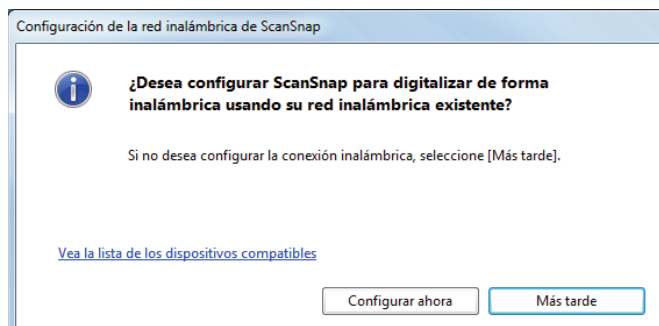 Configuración de la red inalámbrica de ScanSnap
¿Desea configurar ScanSnap para digitalizar de forma
inalámbrica usando su red inalámbrica existente?
Si no desea configurar la conexión inalámbrica, seleccione [Más tarde].
Vea la lista de los dispositivos compatibles
Configurar ahora
Más tarde